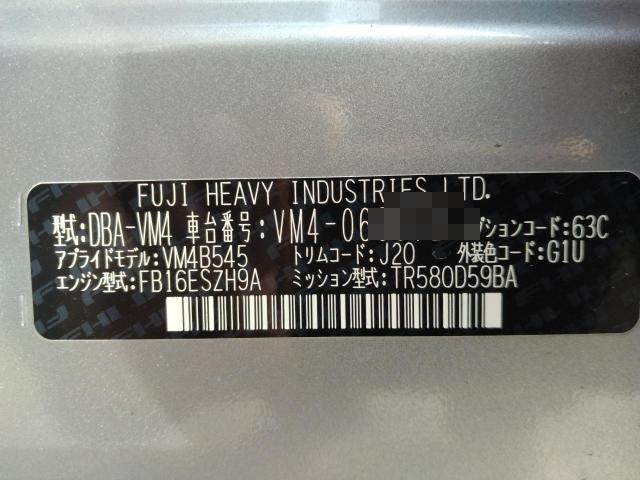 FUJI HEAVY INDUSTRIES LTD.
型式:DBA-VM4 車台番号:VM4-06 ションコード:63C
アプライドモデル:VM4B545 トリムコード:J20 外装色コード:G1U
エンジン型式:FB16ESZH9A ミッション型式:TR580D59BA